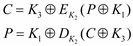 C = K₃ ⊕ E_{K₂}(P ⊕ K₁)
P = K₁ ⊕ D_{K₂}(C ⊕ K₃)